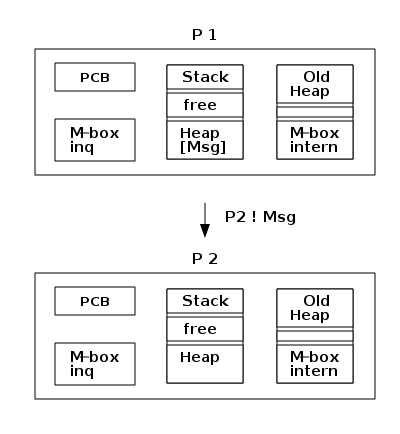 P 1
PCB
Stack
free
Old
Heap
M-box
inq
Heap
[Msg]
M-box
intern
P2 ! Msg
P 2
PCB
Stack
free
Old
Heap
M-box
inq
Heap
M-box
intern